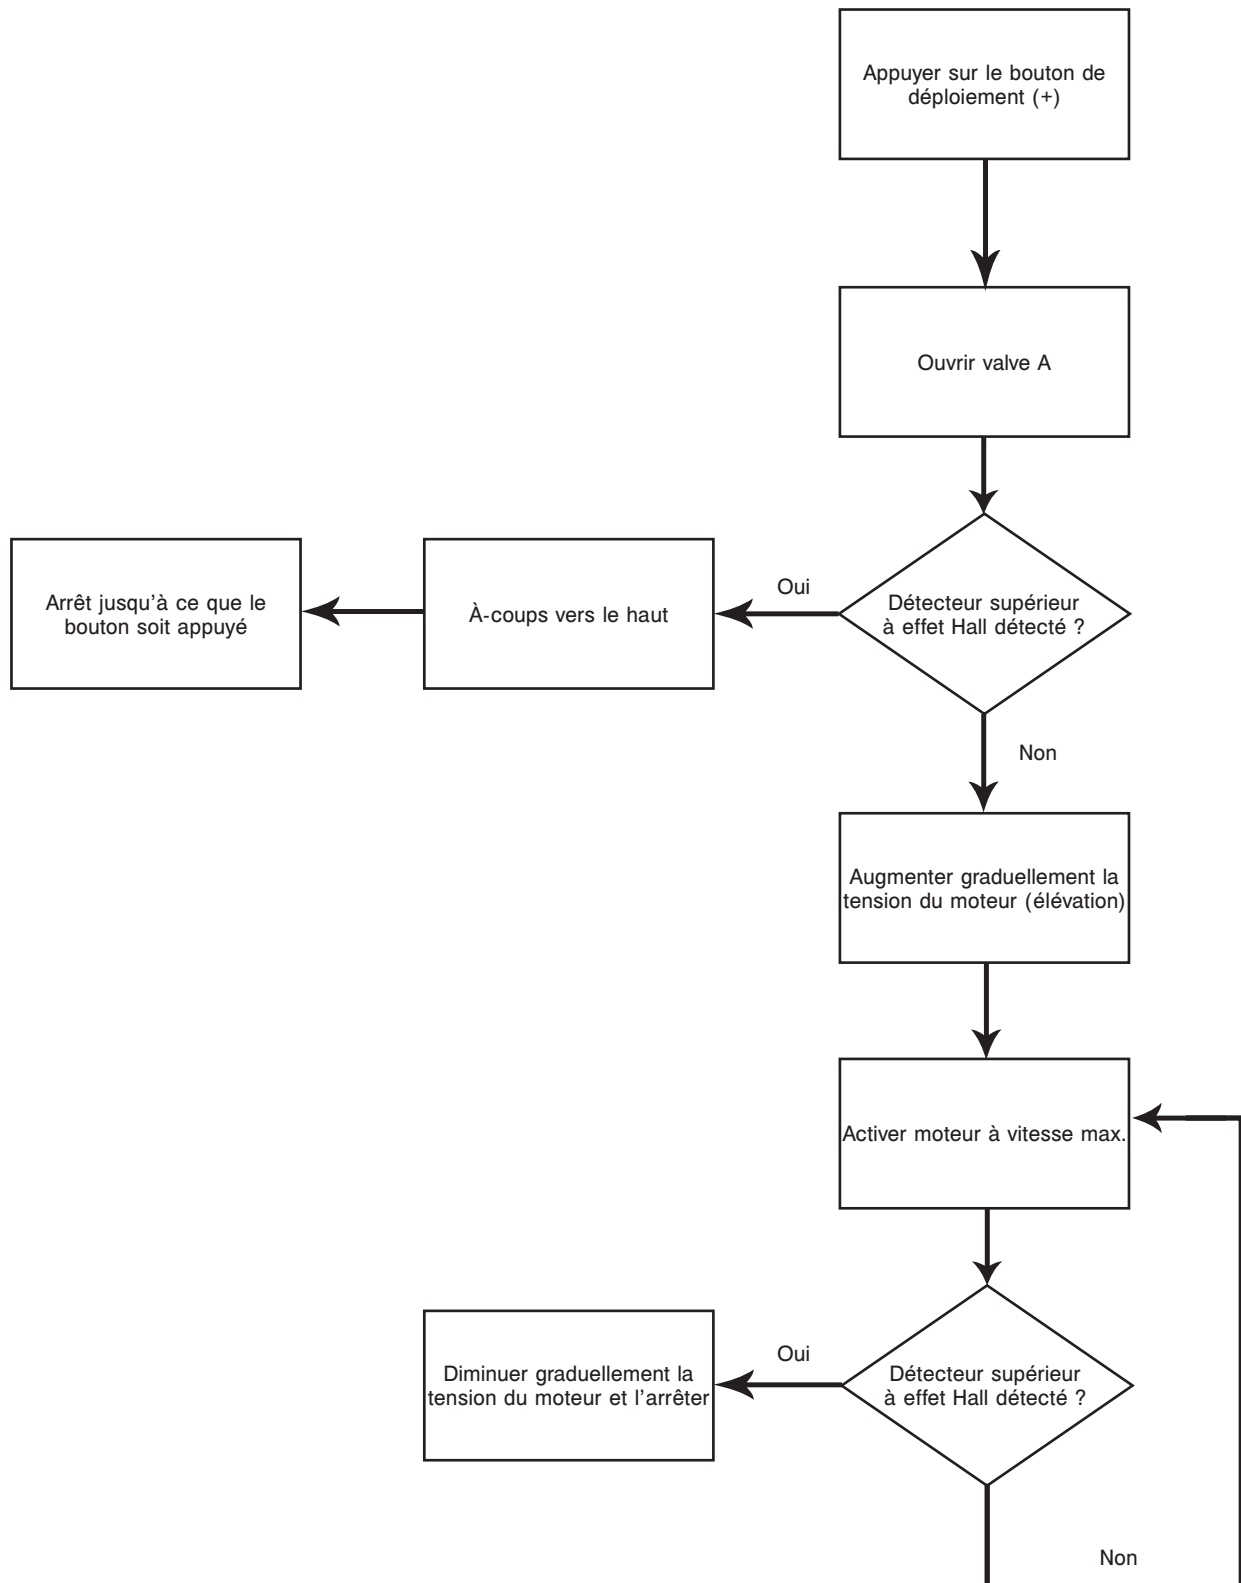 Appuyer sur le bouton de
déploiement (+)
Ouvrir valve A
Arrêt jusqu'à ce que le
bouton soit appuyé
À-coups vers le haut
Oui
Détecteur supérieur
à effet Hall détecté ?
Non
Augmenter graduellement la
tension du moteur (élévation)
Activer moteur à vitesse max.
Diminuer graduellement la
tension du moteur et l'arrêter
Oui
Détecteur supérieur
à effet Hall détecté ?
Non